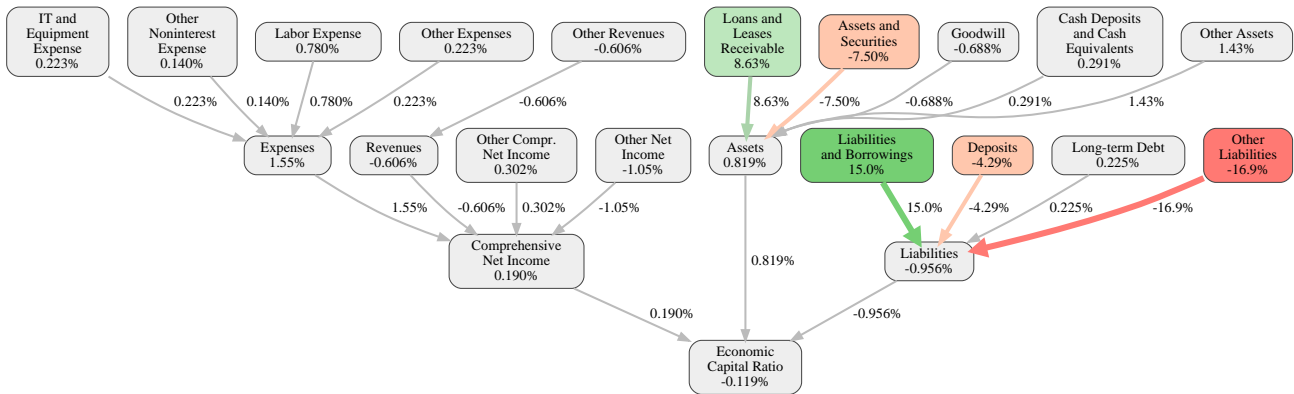 IT and
Equipment
Expense
0.223%
Other
Noninterest
Expense
0.140%
Labor Expense
0.780%
Other Expenses
0.223%
Other Revenues
-0.606%
Loans and
Leases
Receivable
8.63%
Assets and
Securities
-7.50%
Goodwill
-0.688%
Cash Deposits
and Cash
Equivalents
0.291%
Other Assets
1.43%
0.223%
0.140%
0.780%
0.223%
-0.606%
8.63%
-7.50%
-0.688%
0.291%
1.43%
Expenses
1.55%
Revenues
-0.606%
Other Compr.
Net Income
0.302%
Other Net
Income
-1.05%
Assets
0.819%
Liabilities
and Borrowings
15.0%
Deposits
-4.29%
Long-term Debt
0.225%
Other
Liabilities
-16.9%
1.55%
-0.606%
0.302%
-1.05%
15.0%
-4.29%
0.225%
-16.9%
Comprehensive
Net Income
0.190%
0.819%
Liabilities
-0.956%
0.190%
-0.956%
Economic
Capital Ratio
-0.119%